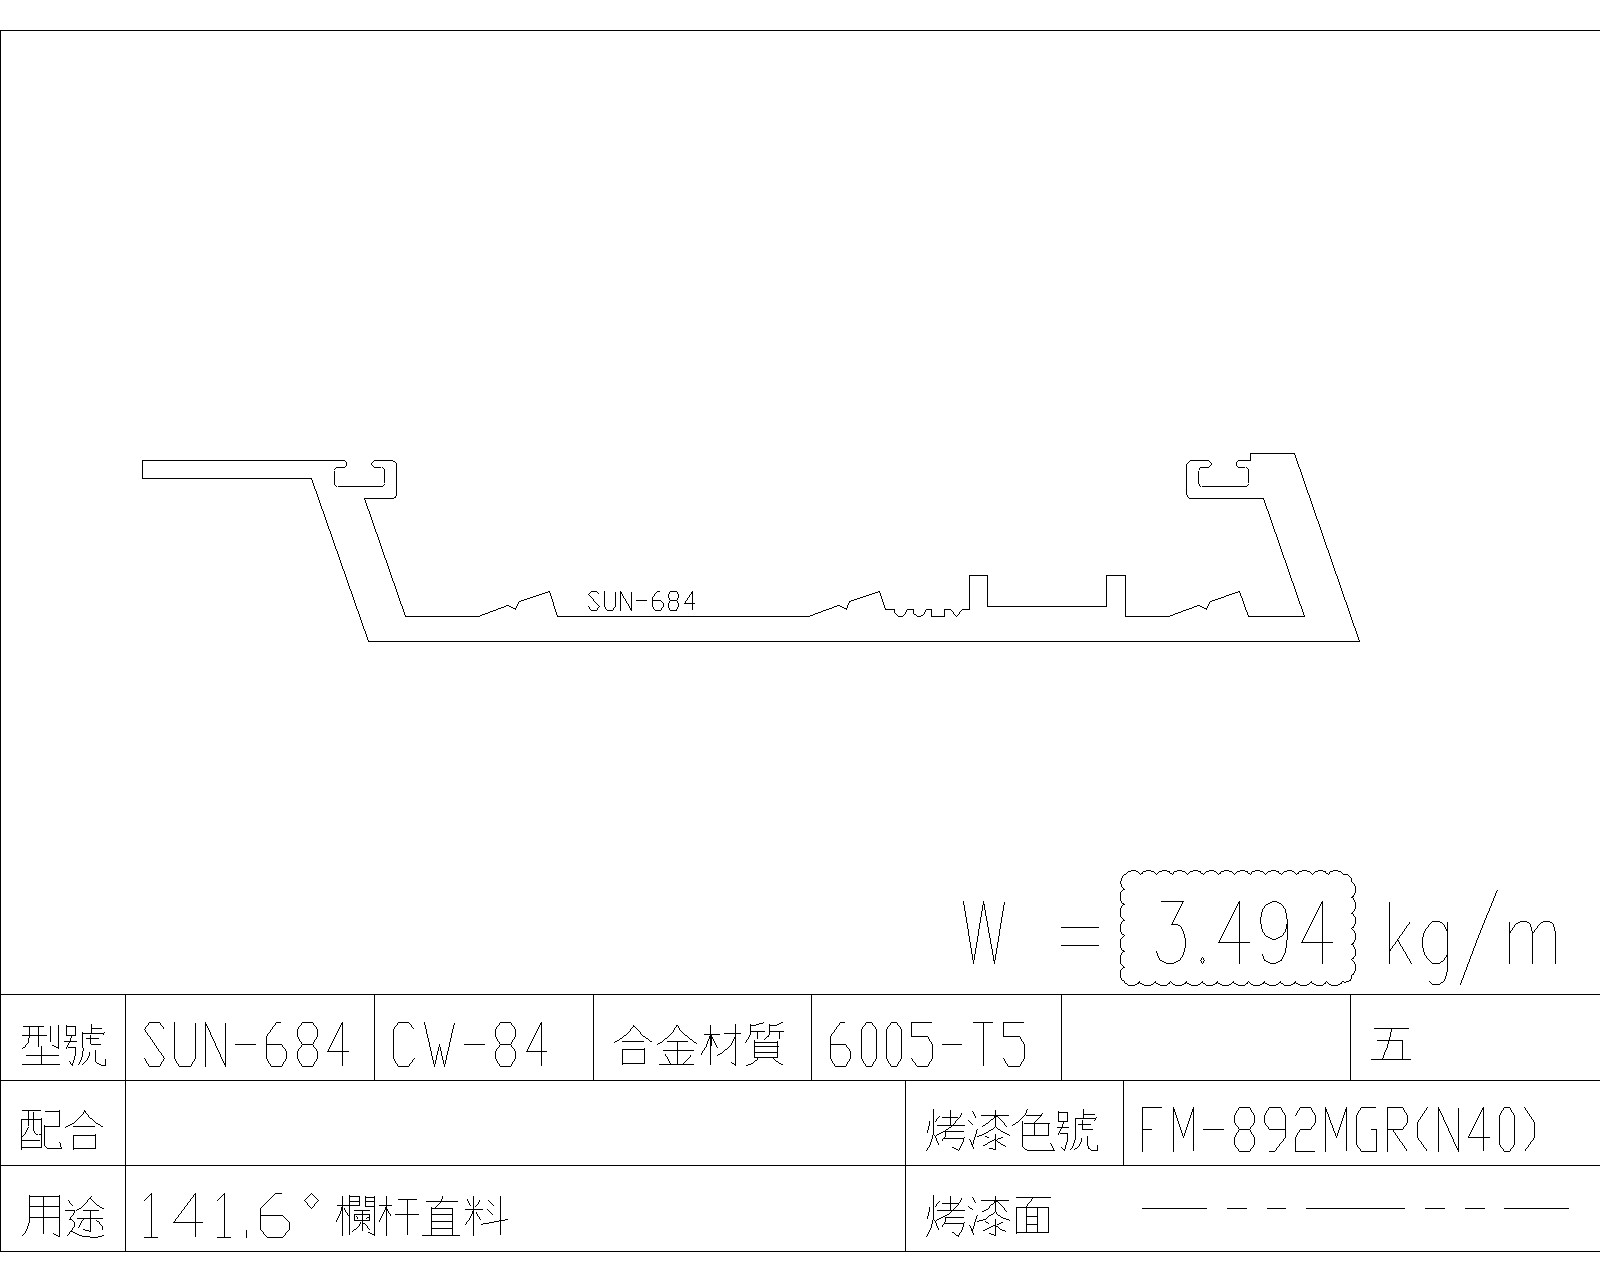 SUN-684
W = 3.494 kg/m
型號 SUN-684 CW-84 合金材質 6005-T5 五
配合 烤漆色號 FM-892MGR(N40)
用途 141.6° 欄杆直料 烤漆面